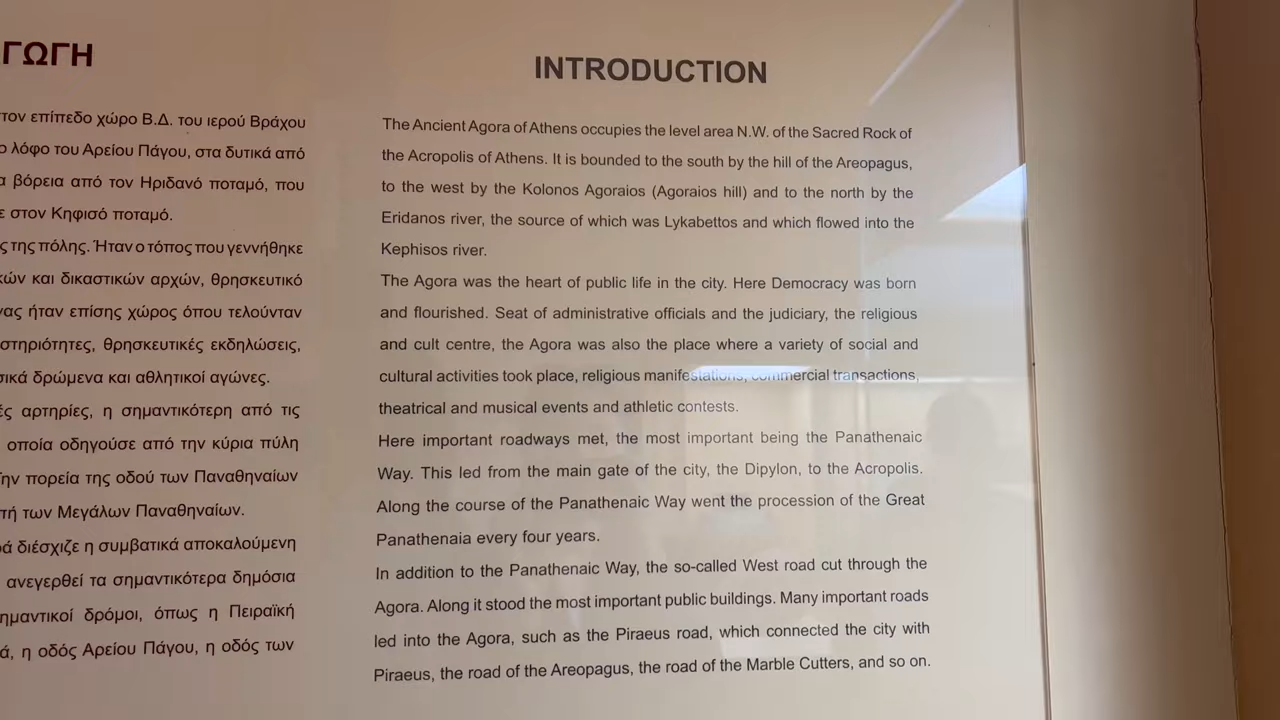 ΓΩΓΗ
τον επίπεδο χώρο Β.Δ. του ιερού Βράχου
ο λόφο του Αρείου Πάγου, στα δυτικά από
α βόρεια από τον Ηριδανό ποταμό, που
ε στον Κηφισό ποταμό.
ς της πόλης. Ήταν ο τόπος που γεννήθηκε
κών και δικαστικών αρχών, θρησκευτικό
νας ήταν επίσης χώρος όπου τελούνταν
στηριότητες, θρησκευτικές εκδηλώσεις,
σικά δρώμενα και αθλητικοί αγώνες.
ές αρτηρίες, η σημαντικότερη από τις
οποία οδηγούσε από την κύρια πύλη
Την πορεία της οδού των Παναθηναίων
τή των Μεγάλων Παναθηναίων.
ρά διέσχιζε η συμβατικά αποκαλούμενη
ανεγερθεί τα σημαντικότερα δημόσια
ημαντικοί δρόμοι, όπως η Πειραϊκή
ά, η οδός Αρείου Πάγου, η οδός των
INTRODUCTION
The Ancient Agora of Athens occupies the level area N.W. of the Sacred Rock of
the Acropolis of Athens. It is bounded to the south by the hill of the Areopagus,
to the west by the Kolonos Agoraios (Agoraios hill) and to the north by the
Eridanos river, the source of which was Lykabettos and which flowed into the
Kephisos river.
The Agora was the heart of public life in the city. Here Democracy was born
and flourished. Seat of administrative officials and the judiciary, the religious
and cult centre, the Agora was also the place where a variety of social and
cultural activities took place, religious manifestations, commercial transactions,
theatrical and musical events and athletic contests.
Here important roadways met, the most important being the Panathenaic
Way. This led from the main gate of the city, the Dipylon, to the Acropolis.
Along the course of the Panathenaic Way went the procession of the Great
Panathenaia every four years.
In addition to the Panathenaic Way, the so-called West road cut through the
Agora. Along it stood the most important public buildings. Many important roads
led into the Agora, such as the Piraeus road, which connected the city with
Piraeus, the road of the Areopagus, the road of the Marble Cutters, and so on.